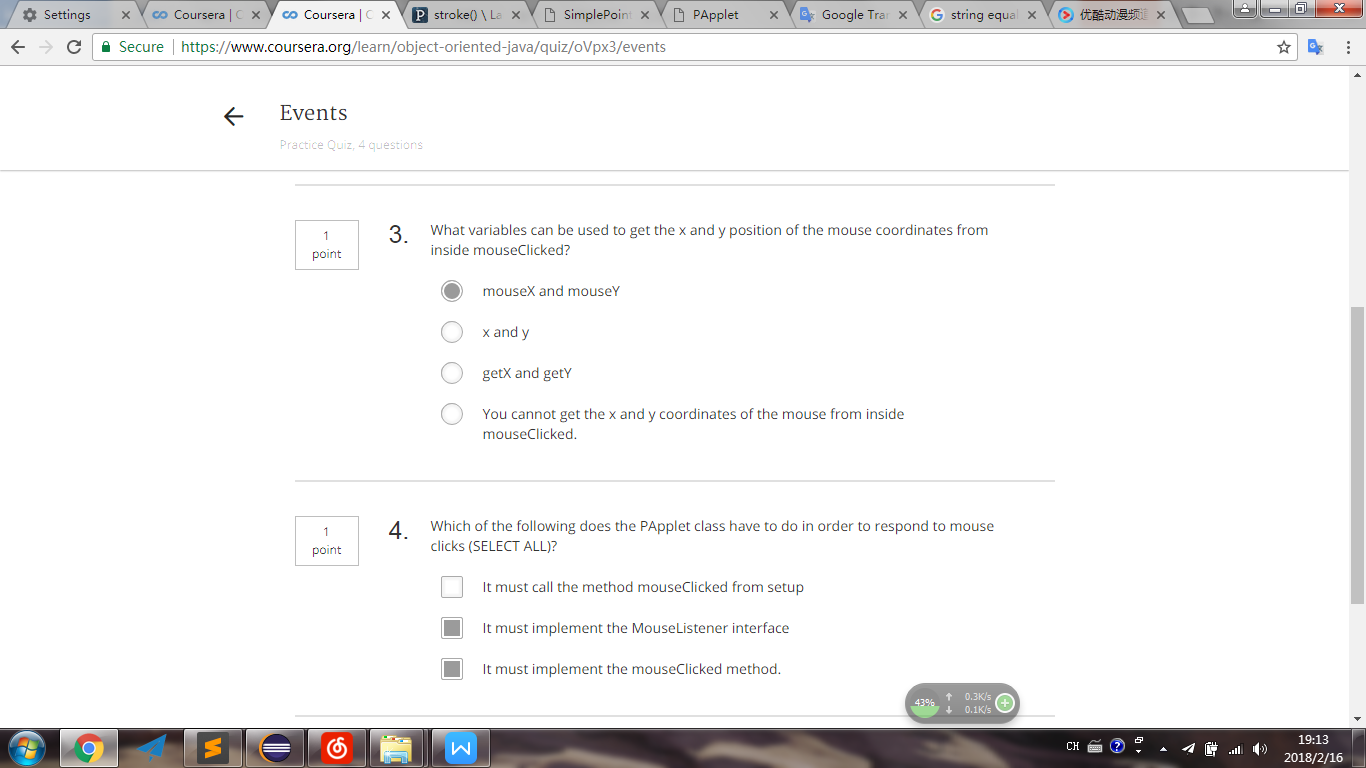 Settings
Coursera | C
Coursera | C
stroke() \ La
SimplePoin
PApplet
Google Tran
string equal
优酷动漫频道
Secure
https://www.coursera.org/learn/object-oriented-java/quiz/oVpx3/events
Events
Practice Quiz, 4 questions
1
point
3.
What variables can be used to get the x and y position of the mouse coordinates from
inside mouseClicked?
mouseX and mouseY
x and y
getX and getY
You cannot get the x and y coordinates of the mouse from inside
mouseClicked.
1
point
4.
Which of the following does the PApplet class have to do in order to respond to mouse
clicks (SELECT ALL)?
It must call the method mouseClicked from setup
It must implement the MouseListener interface
It must implement the mouseClicked method.
43%
0.3K/s
0.1K/s
CH
19:13
2018/2/16